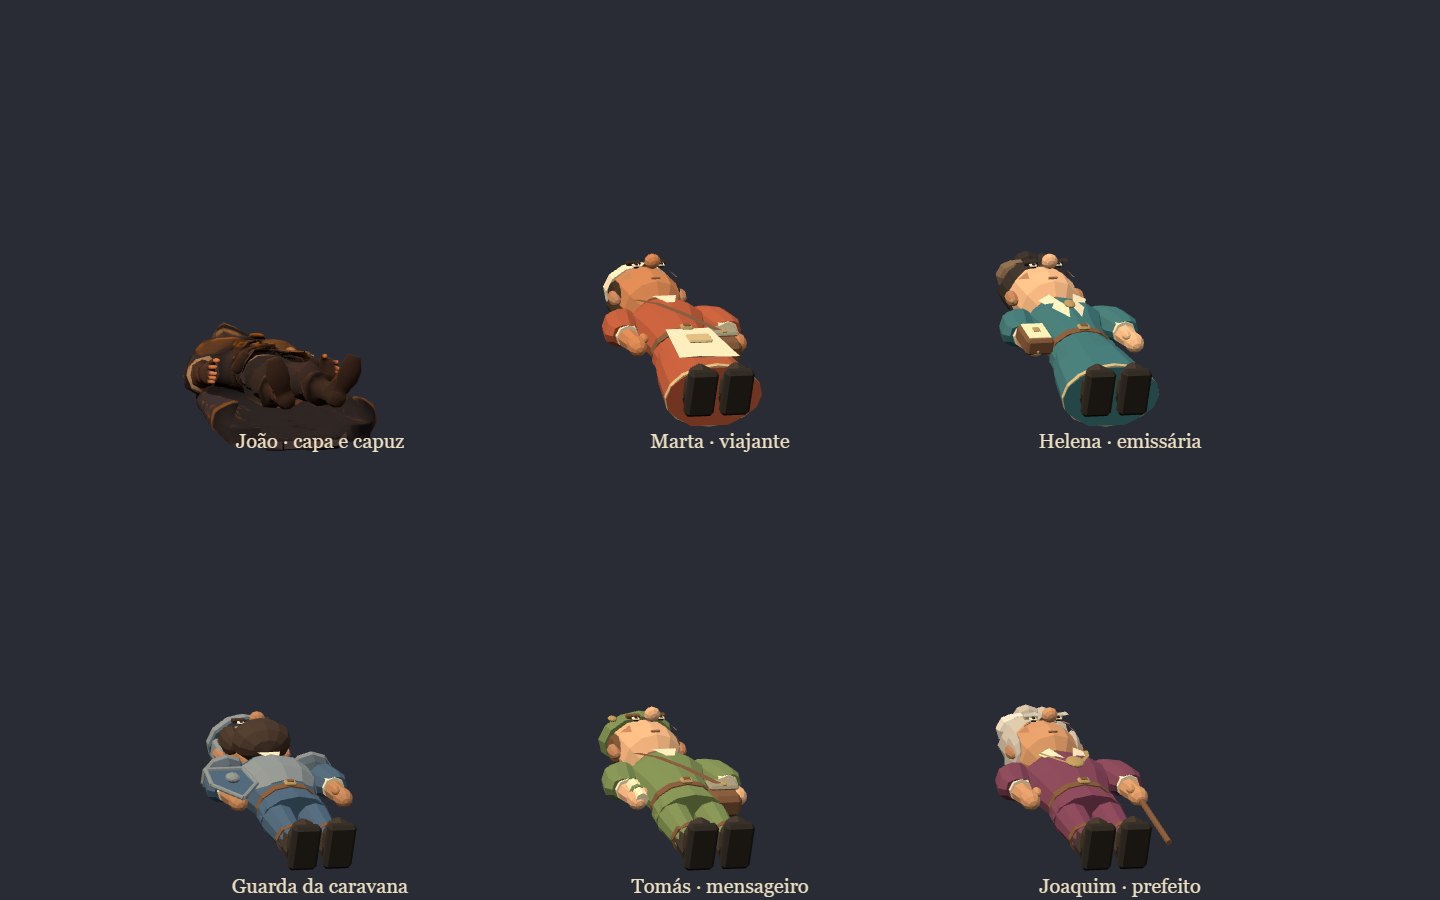 João · capa e capuz
Marta · viajante
Helena · emissária
Guarda da caravana
Tomás · mensageiro
Joaquim · prefeito